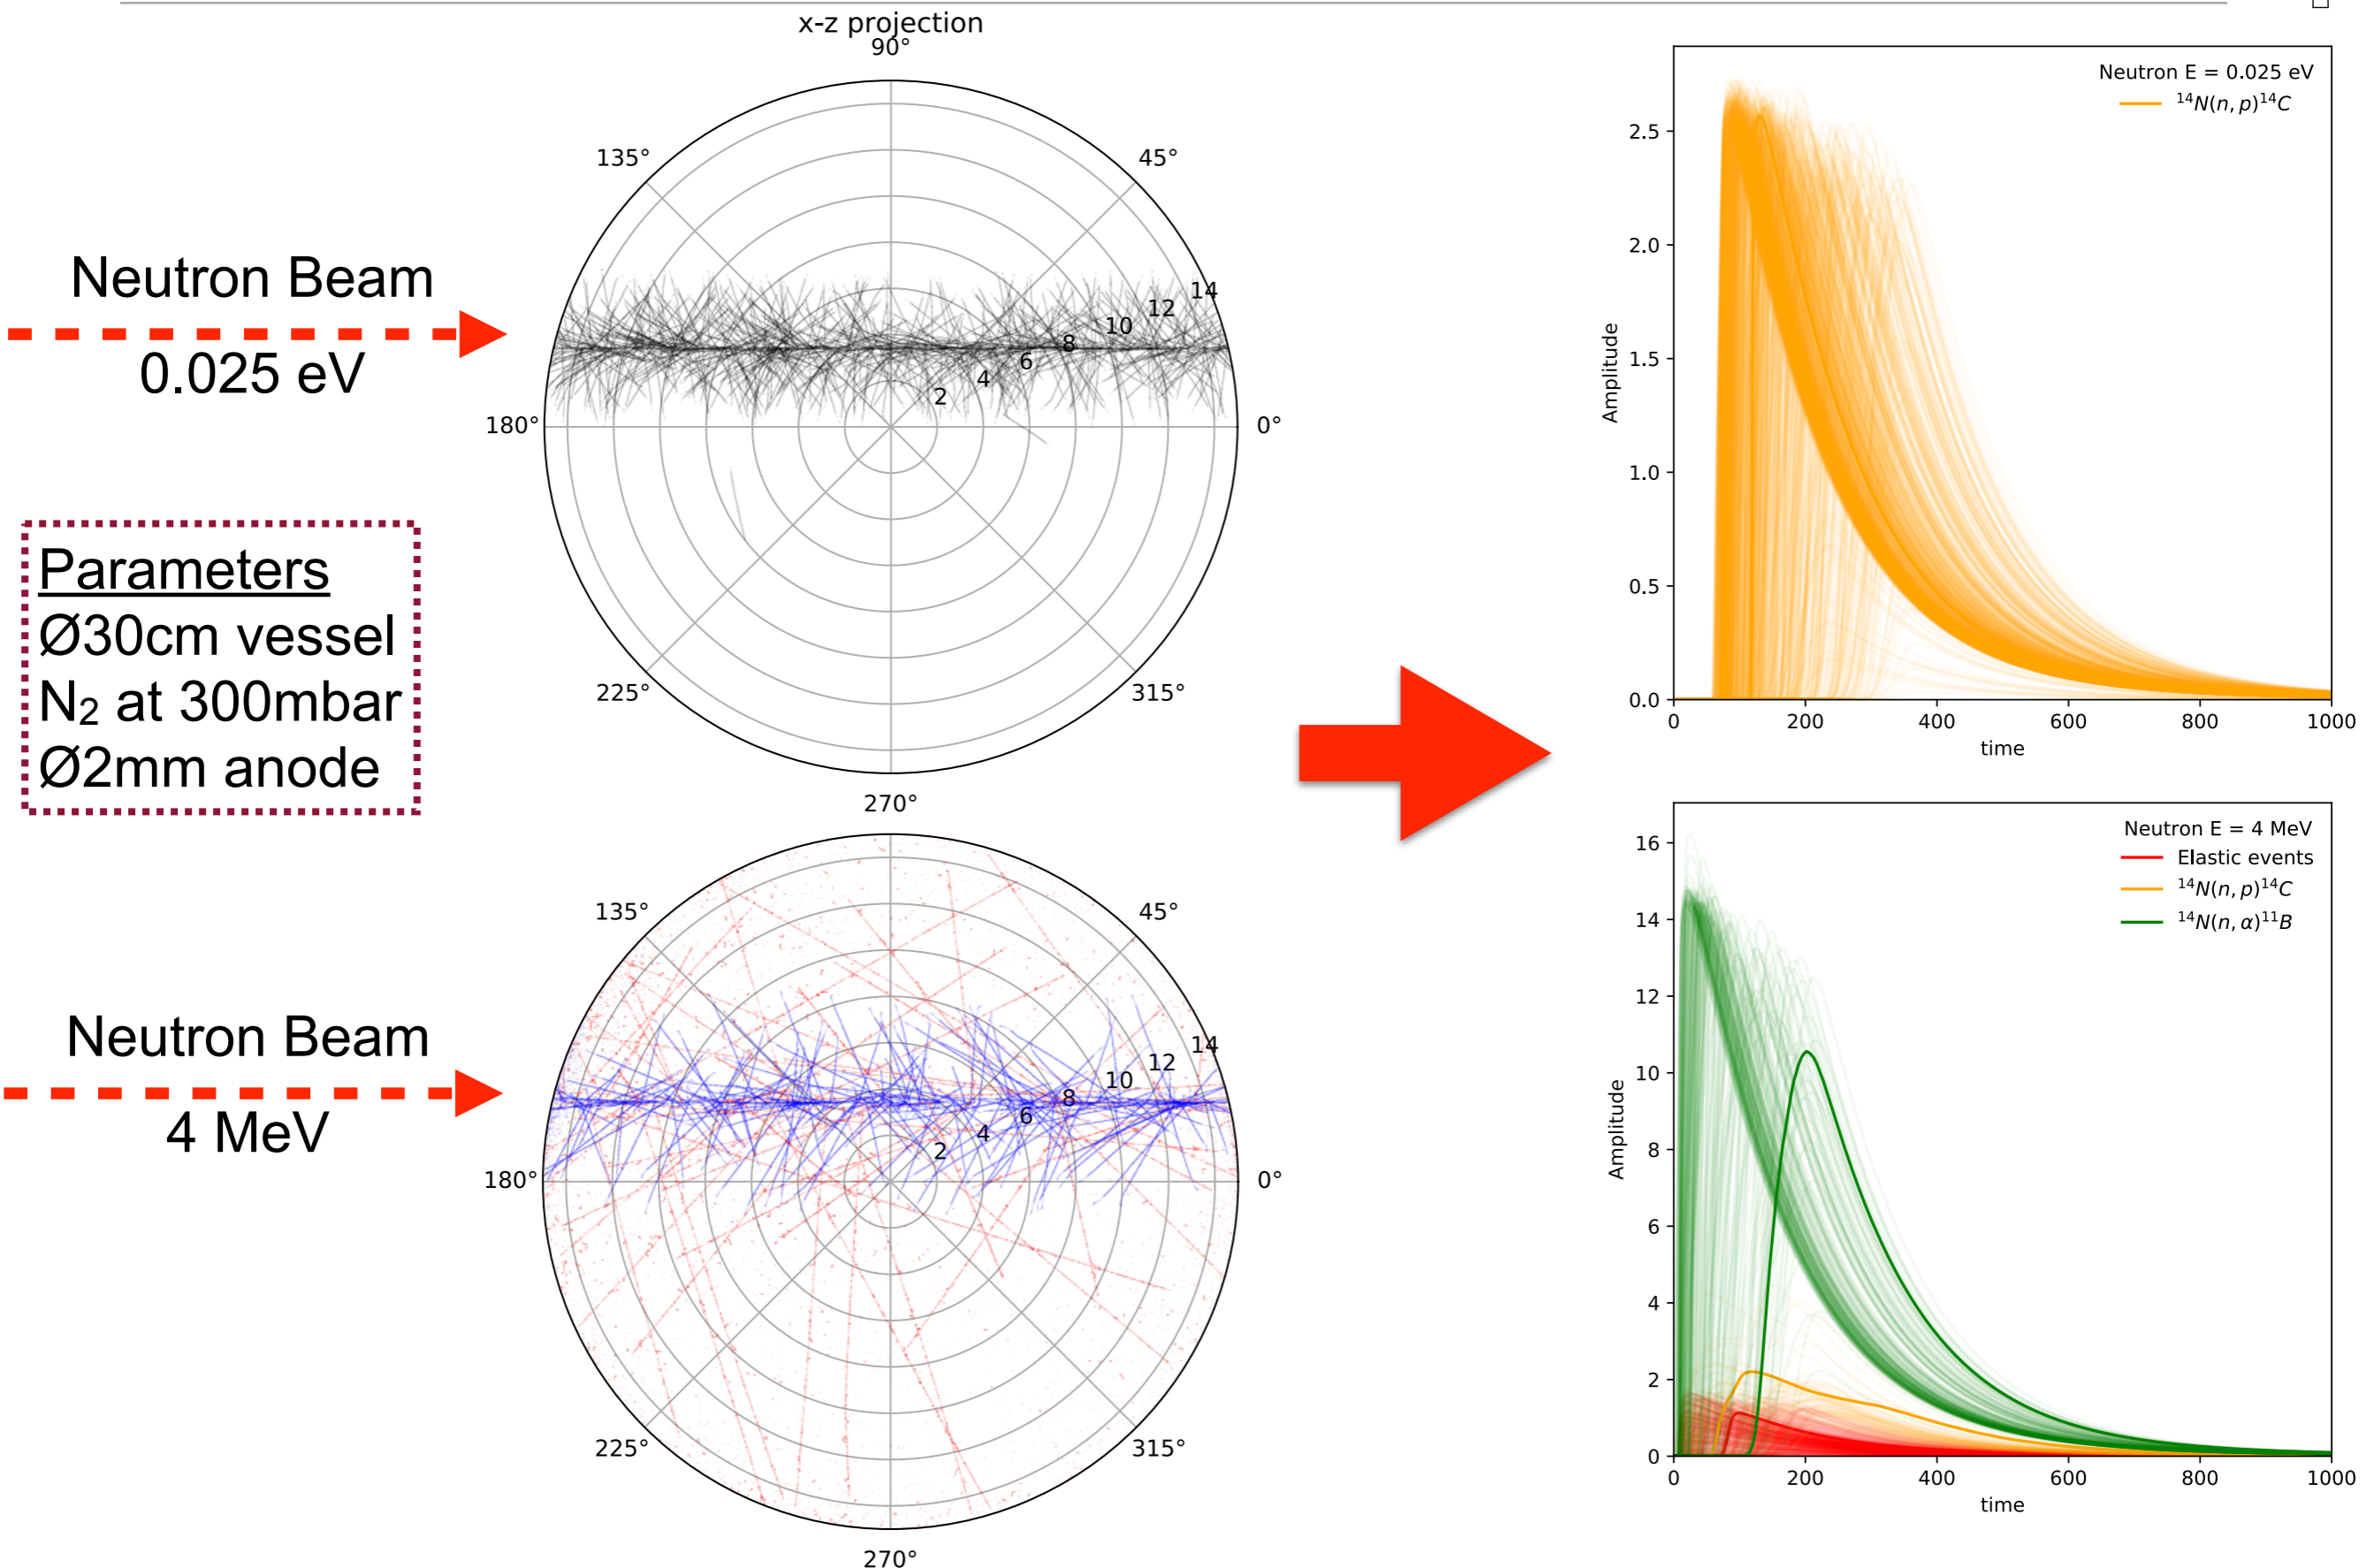 x-z projection
90°
135°
45°
14
12
10
8
6
4
2
180°
0°
225°
315°
270°
Neutron Beam
0.025 eV
Parameters
Ø30cm vessel
N₂ at 300mbar
Ø2mm anode
135°
45°
14
12
10
8
6
4
2
180°
0°
225°
315°
270°
Neutron Beam
4 MeV
Neutron E = 0.025 eV
¹⁴N(n, p)¹⁴C
Amplitude
2.5
2.0
1.5
1.0
0.5
0.0
0 200 400 600 800 1000
time
Neutron E = 4 MeV
Elastic events
¹⁴N(n, p)¹⁴C
¹⁴N(n, α)¹¹B
Amplitude
16
14
12
10
8
6
4
2
0
0 200 400 600 800 1000
time